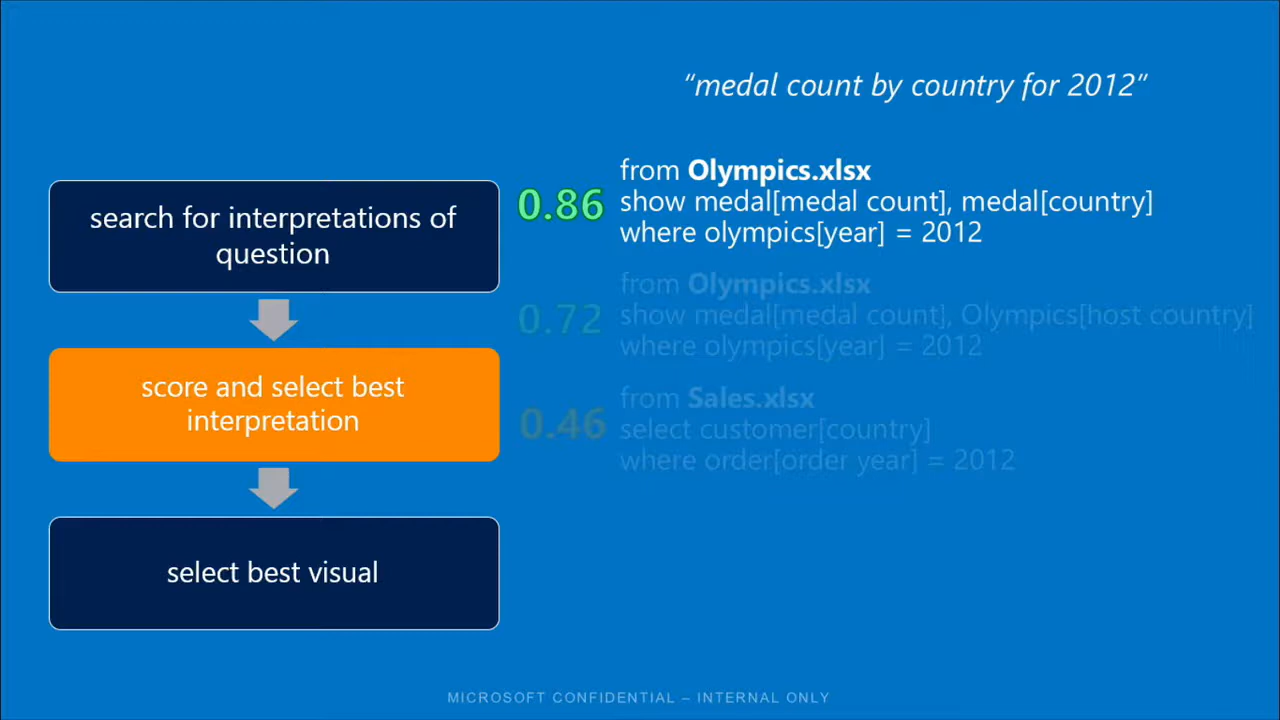 “medal count by country for 2012”
search for interpretations of
question
score and select best
interpretation
select best visual
0.86
from Olympics.xlsx
show medal[medal count], medal[country]
where olympics[year] = 2012
0.72
from Olympics.xlsx
show medal[medal count], Olympics[host country]
where olympics[year] = 2012
0.46
from Sales.xlsx
select customer[country]
where order[order year] = 2012
MICROSOFT CONFIDENTIAL – INTERNAL ONLY